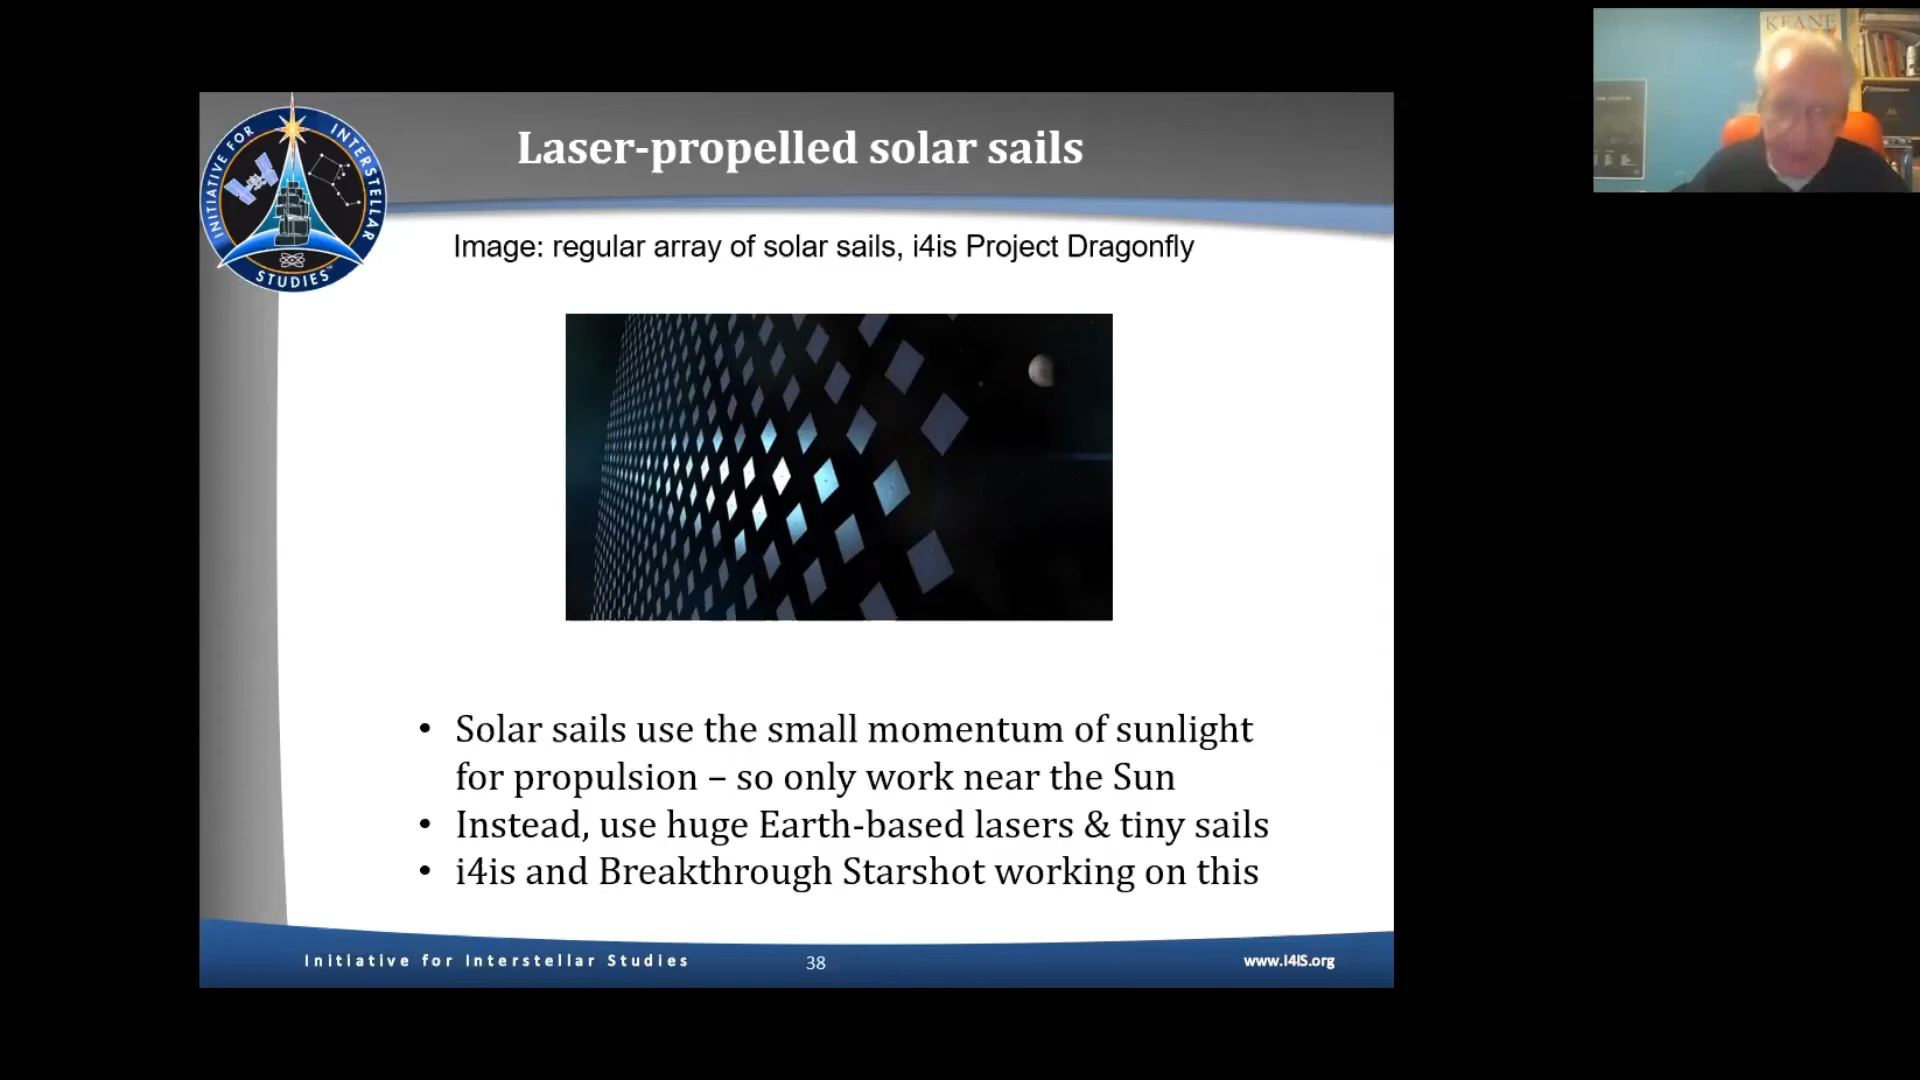 KEANE
Laser-propelled solar sails
INITIATIVE FOR INTERSTELLAR STUDIES
Image: regular array of solar sails, i4is Project Dragonfly
• Solar sails use the small momentum of sunlight
for propulsion – so only work near the Sun
• Instead, use huge Earth-based lasers & tiny sails
• i4is and Breakthrough Starshot working on this
Initiative for Interstellar Studies
38
www.I4IS.org